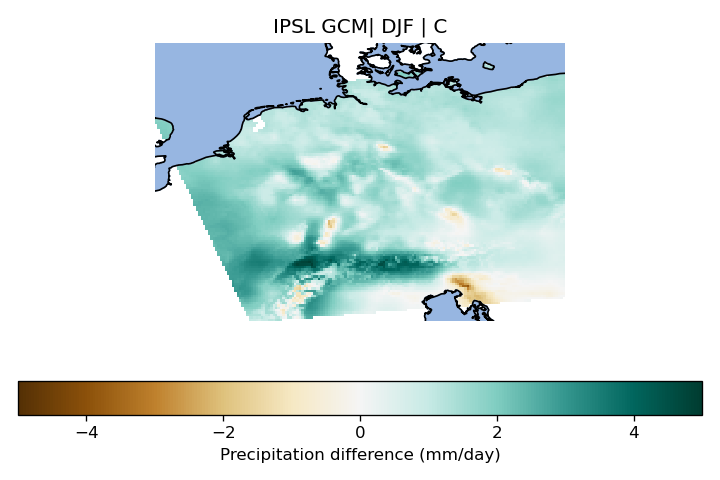 IPSL GCM| DJF | C
−4 −2 0 2 4
Precipitation difference (mm/day)